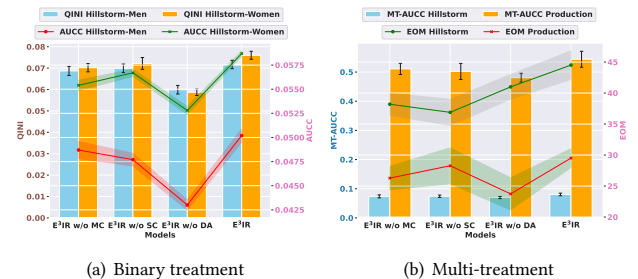 QINI Hillstorm-Men
QINI Hillstorm-Women
AUCC Hillstorm-Men
AUCC Hillstorm-Women
0.08
0.07
0.06
0.05
0.04
0.03
0.02
0.01
0.00
QINI
0.0575
0.0550
0.0525
0.0500
0.0475
0.0450
0.0425
AUCC
E³IR w/o MC E³IR w/o SC E³IR w/o DA E³IR
Models
(a) Binary treatment
MT-AUCC Hillstorm
MT-AUCC Production
EOM Hillstorm
EOM Production
0.5
0.4
0.3
0.2
0.1
0.0
MT-AUCC
45
40
35
30
25
20
EOM
E³IR w/o MC E³IR w/o SC E³IR w/o DA E³IR
Models
(b) Multi-treatment